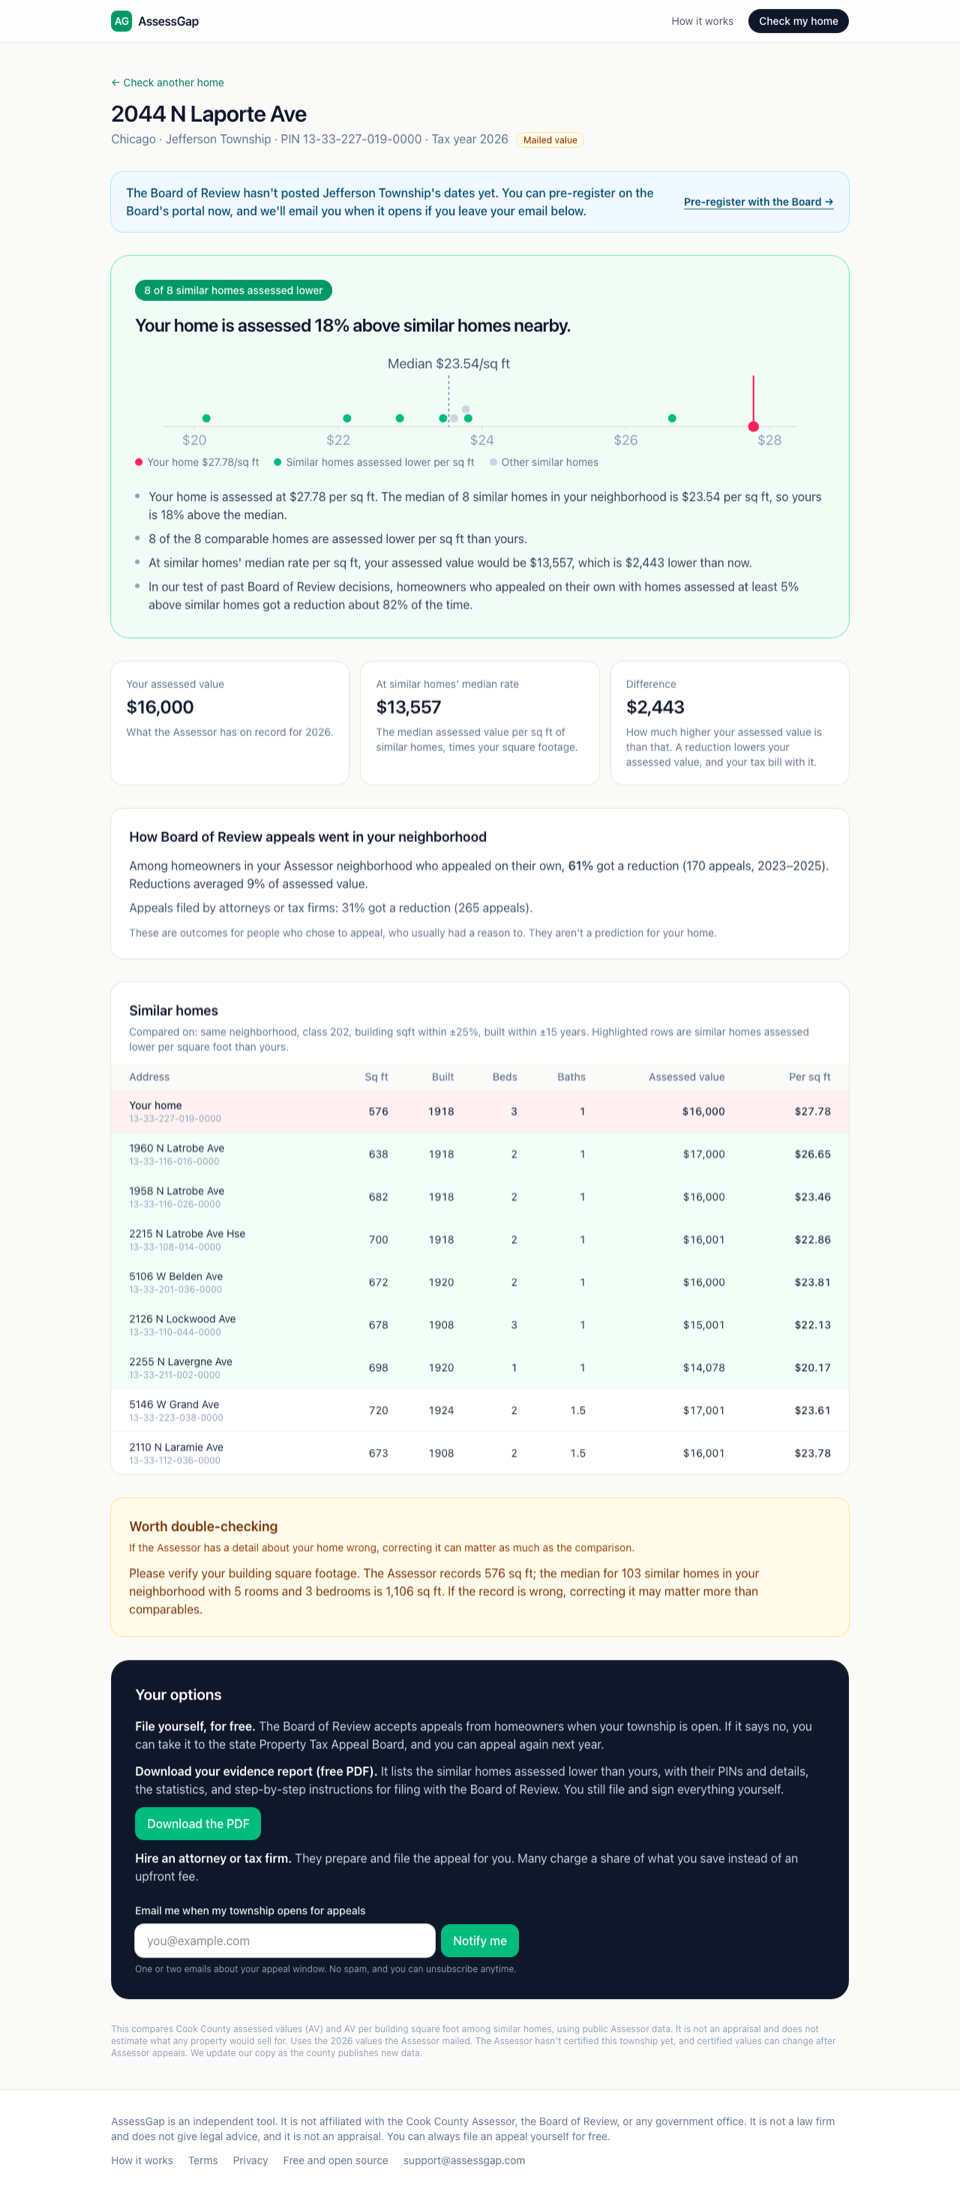 AG AssessGap
How it works
Check my home
← Check another home
2044 N Laporte Ave
Chicago · Jefferson Township · PIN 13-33-227-019-0000 · Tax year 2026 Mailed value
The Board of Review hasn't posted Jefferson Township's dates yet. You can pre-register on the
Board's portal now, and we'll email you when it opens if you leave your email below.
Pre-register with the Board →
8 of 8 similar homes assessed lower
Your home is assessed 18% above similar homes nearby.
Median $23.54/sq ft
$20 $22 $24 $26 $28
Your home $27.78/sq ft Similar homes assessed lower per sq ft Other similar homes
Your home is assessed at $27.78 per sq ft. The median of 8 similar homes in your neighborhood is $23.54 per sq ft, so yours
is 18% above the median.
8 of the 8 comparable homes are assessed lower per sq ft than yours.
At similar homes' median rate per sq ft, your assessed value would be $13,557, which is $2,443 lower than now.
In our test of past Board of Review decisions, homeowners who appealed on their own with homes assessed at least 5%
above similar homes got a reduction about 82% of the time.
Your assessed value
$16,000
What the Assessor has on record for 2026.
At similar homes' median rate
$13,557
The median assessed value per sq ft of
similar homes, times your square footage.
Difference
$2,443
How much higher your assessed value is
than that. A reduction lowers your
assessed value, and your tax bill with it.
How Board of Review appeals went in your neighborhood
Among homeowners in your Assessor neighborhood who appealed on their own, 61% got a reduction (170 appeals, 2023–2025).
Reductions averaged 9% of assessed value.
Appeals filed by attorneys or tax firms: 31% got a reduction (265 appeals).
These are outcomes for people who chose to appeal, who usually had a reason to. They aren't a prediction for your home.
Similar homes
Compared on: same neighborhood, class 202, building sqft within ±25%, built within ±15 years. Highlighted rows are similar homes assessed
lower per square foot than yours.
Address Sq ft Built Beds Baths Assessed value Per sq ft
Your home 576 1918 3 1 $16,000 $27.78
13-33-227-019-0000
1960 N Latrobe Ave 638 1918 2 1 $17,000 $26.65
13-33-116-016-0000
1958 N Latrobe Ave 682 1918 2 1 $16,000 $23.46
13-33-116-026-0000
2215 N Latrobe Ave Hse 700 1918 2 1 $16,001 $22.86
13-33-108-014-0000
5106 W Belden Ave 672 1920 2 1 $16,000 $23.81
13-33-201-036-0000
2126 N Lockwood Ave 678 1908 3 1 $15,001 $22.13
13-33-110-044-0000
2255 N Lavergne Ave 698 1920 1 1 $14,078 $20.17
13-33-211-002-0000
5146 W Grand Ave 720 1924 2 1.5 $17,001 $23.61
13-33-223-038-0000
2110 N Laramie Ave 673 1908 2 1.5 $16,001 $23.78
13-33-112-036-0000
Worth double-checking
If the Assessor has a detail about your home wrong, correcting it can matter as much as the comparison.
Please verify your building square footage. The Assessor records 576 sq ft; the median for 103 similar homes in your
neighborhood with 5 rooms and 3 bedrooms is 1,106 sq ft. If the record is wrong, correcting it may matter more than
comparables.
Your options
File yourself, for free. The Board of Review accepts appeals from homeowners when your township is open. If it says no, you
can take it to the state Property Tax Appeal Board, and you can appeal again next year.
Download your evidence report (free PDF). It lists the similar homes assessed lower than yours, with their PINs and details,
the statistics, and step-by-step instructions for filing with the Board of Review. You still file and sign everything yourself.
Download the PDF
Hire an attorney or tax firm. They prepare and file the appeal for you. Many charge a share of what you save instead of an
upfront fee.
Email me when my township opens for appeals
you@example.com
Notify me
One or two emails about your appeal window. No spam, and you can unsubscribe anytime.
This compares Cook County assessed values (AV) and AV per building square foot among similar homes, using public Assessor data. It is not an appraisal and does not
estimate what any property would sell for. Uses the 2026 values the Assessor mailed. The Assessor hasn't certified this township yet, and certified values can change after
Assessor appeals. We update our copy as the county publishes new data.
AssessGap is an independent tool. It is not affiliated with the Cook County Assessor, the Board of Review, or any government office. It is not a law firm
and does not give legal advice, and it is not an appraisal. You can always file an appeal yourself for free.
How it works Terms Privacy Free and open source support@assessgap.com